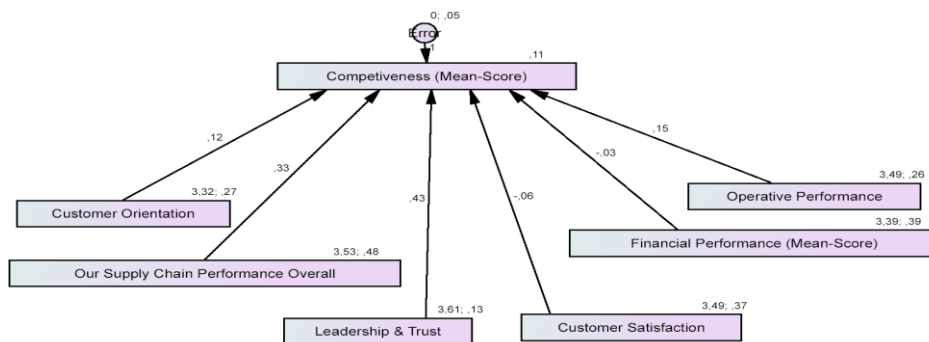 0; ,05
Error
1
,11
Competiveness (Mean-Score)
,12
,33
,43
-,06
-,03
,15
3,32; ,27
Customer Orientation
3,53; ,48
Our Supply Chain Performance Overall
3,61; ,13
Leadership & Trust
3,49; ,37
Customer Satisfaction
3,39; ,39
Financial Performance (Mean-Score)
3,49; ,26
Operative Performance